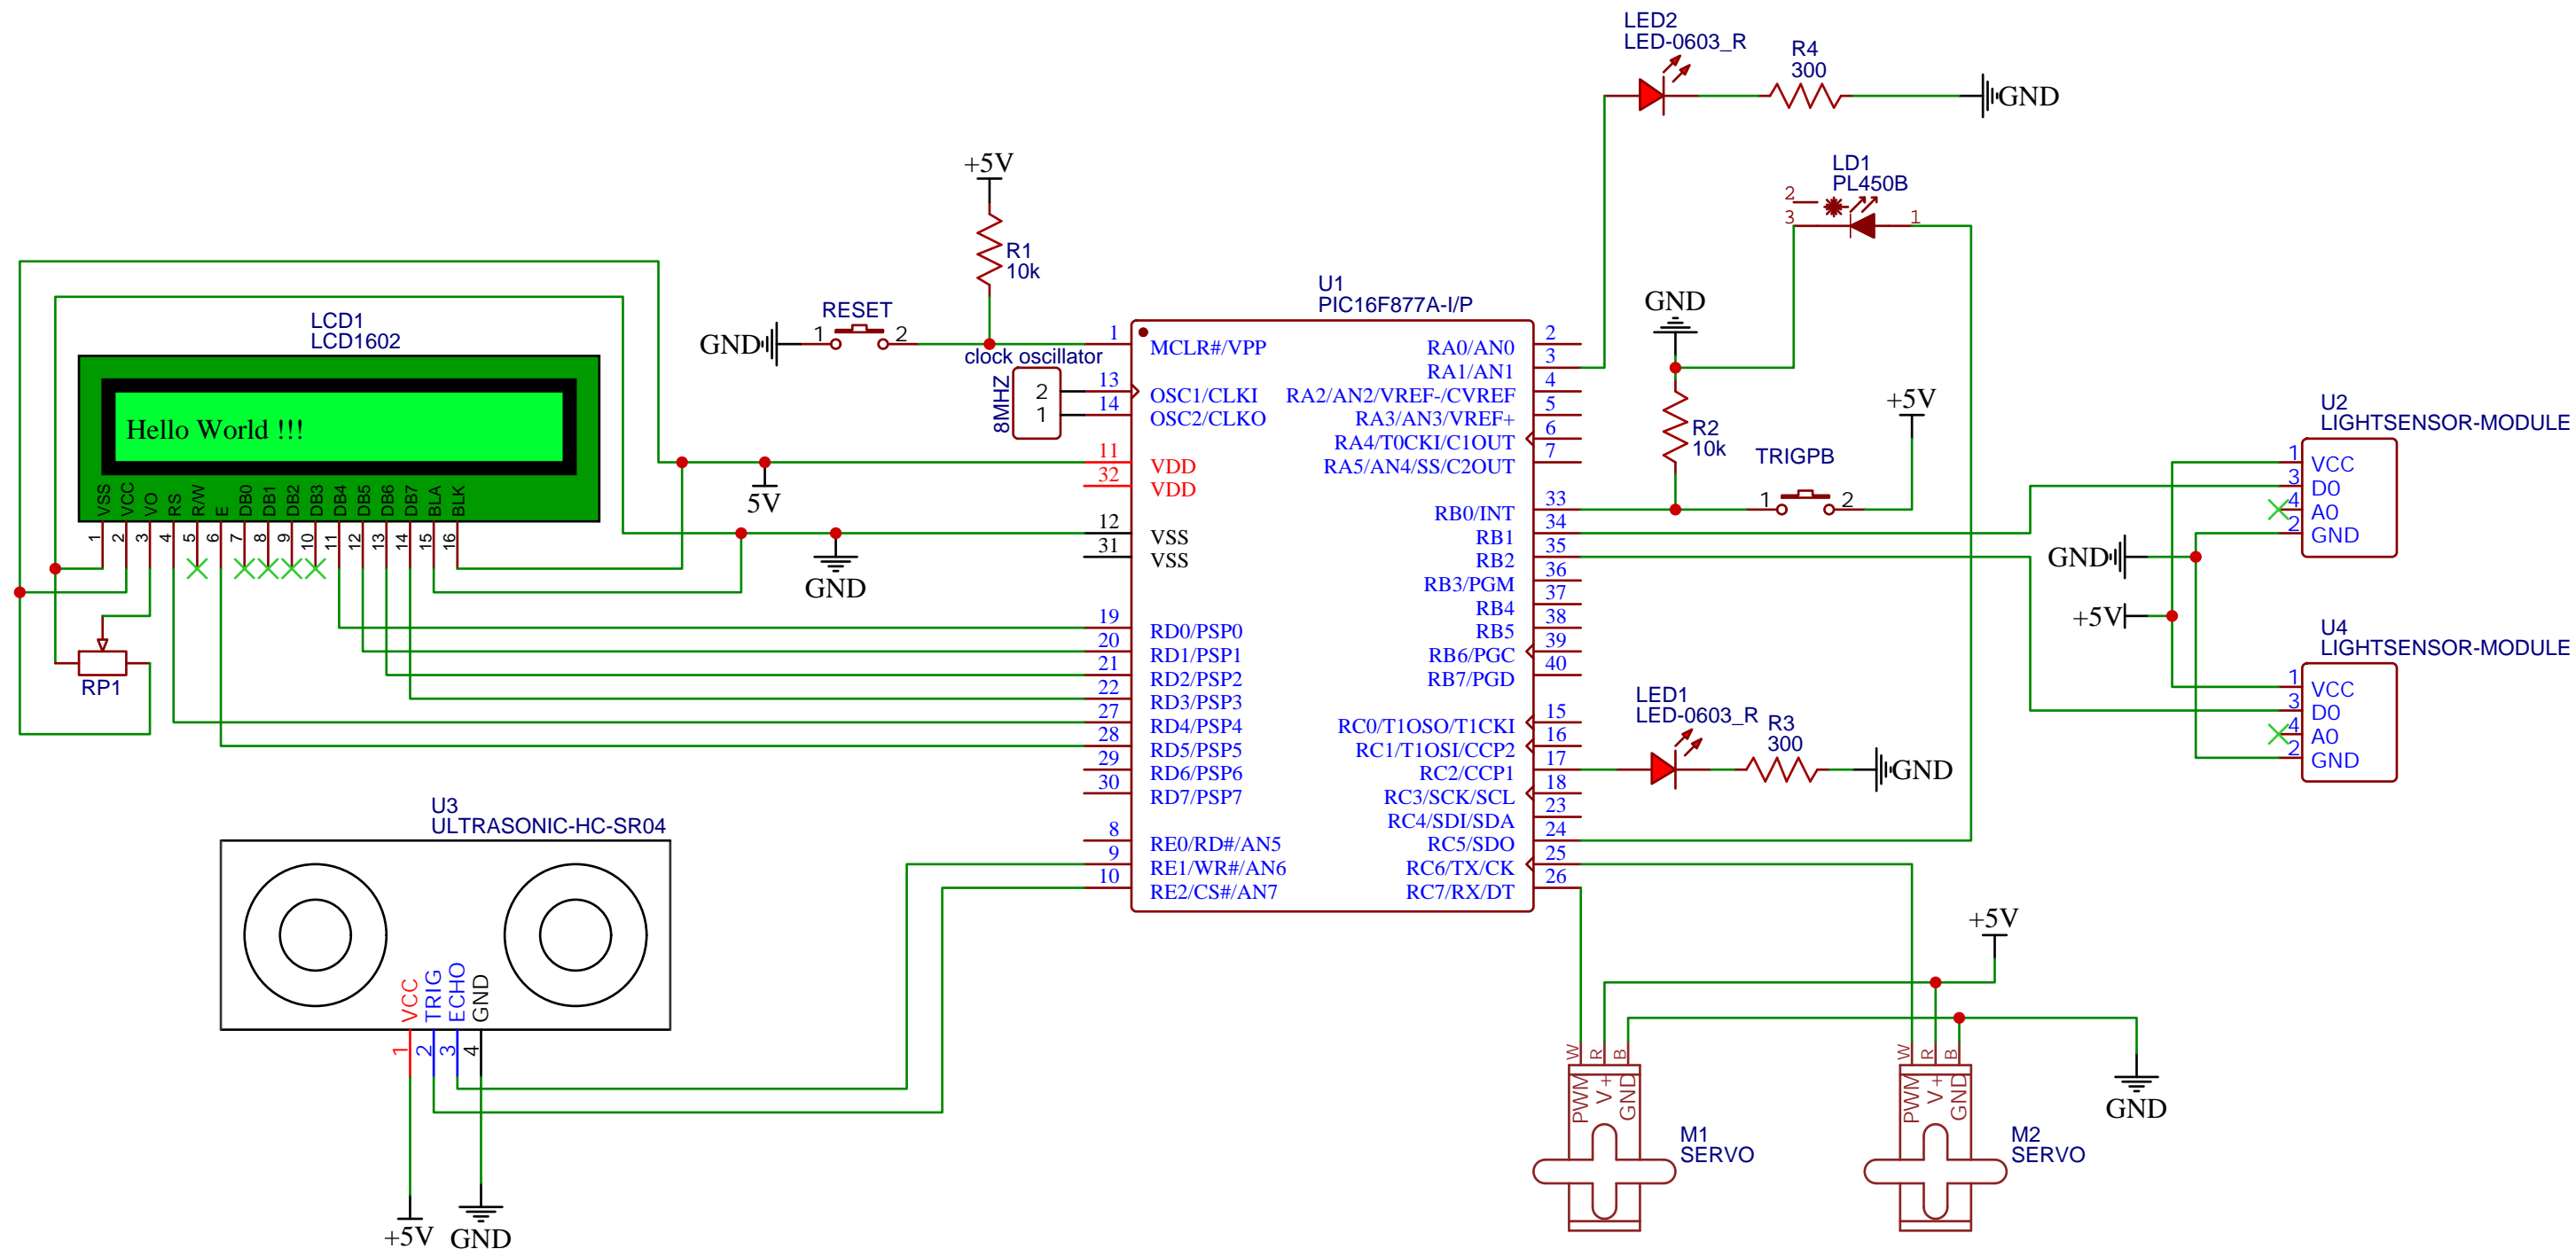 LED2
LED-0603_R
R4
300
GND
LD1
PL450B
2
3
1
+5V
R1
10k
RESET
GND
1
2
clock oscillator
8MHZ
2
1
U1
PIC16F877A-I/P
1
MCLR#/VPP
13
OSC1/CLKI
14
OSC2/CLKO
11
VDD
32
VDD
12
VSS
31
VSS
19
RD0/PSP0
20
RD1/PSP1
21
RD2/PSP2
22
RD3/PSP3
27
RD4/PSP4
28
RD5/PSP5
29
RD6/PSP6
30
RD7/PSP7
8
RE0/RD#/AN5
9
RE1/WR#/AN6
10
RE2/CS#/AN7
2
RA0/AN0
3
RA1/AN1
4
RA2/AN2/VREF-/CVREF
5
RA3/AN3/VREF+
6
RA4/T0CKI/C1OUT
7
RA5/AN4/SS/C2OUT
33
RB0/INT
34
RB1
35
RB2
36
RB3/PGM
37
RB4
38
RB5
39
RB6/PGC
40
RB7/PGD
15
RC0/T1OSO/T1CKI
16
RC1/T1OSI/CCP2
17
RC2/CCP1
18
RC3/SCK/SCL
23
RC4/SDI/SDA
24
RC5/SDO
25
RC6/TX/CK
26
RC7/RX/DT
5V
GND
LCD1
LCD1602
Hello World !!!
VSS
VCC
VO
RS
R/W
E
DB0
DB1
DB2
DB3
DB4
DB5
DB6
DB7
BLA
BLK
1
2
3
4
5
6
7
8
9
10
11
12
13
14
15
16
RP1
GND
R2
10k
TRIGPB
1
2
+5V
U2
LIGHTSENSOR-MODULE
1
VCC
3
DO
4
AO
2
GND
GND
+5V
U4
LIGHTSENSOR-MODULE
1
VCC
3
DO
4
AO
2
GND
LED1
LED-0603_R
R3
300
GND
U3
ULTRASONIC-HC-SR04
VCC
TRIG
ECHO
GND
1
2
3
4
+5V
GND
+5V
GND
W
R
B
PWM
V+
GND
M1
SERVO
W
R
B
PWM
V+
GND
M2
SERVO